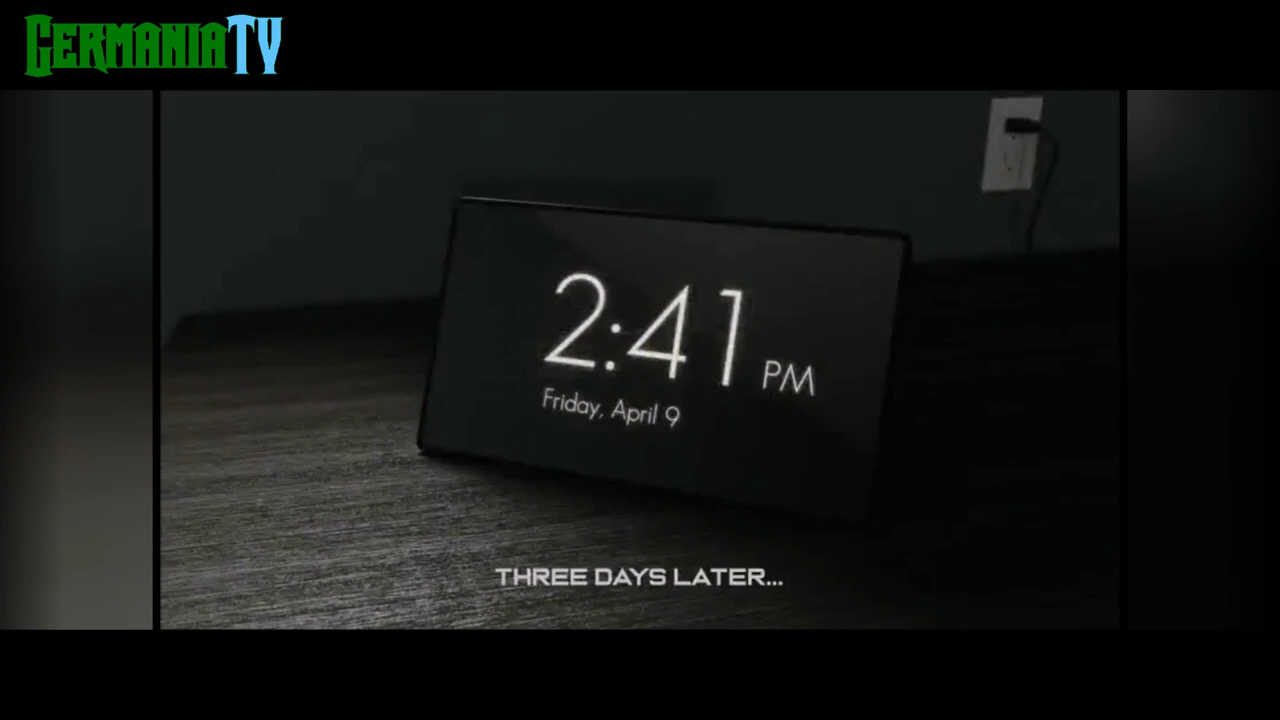 GERMANIATV
2:41 PM
Friday, April 9
THREE DAYS LATER...